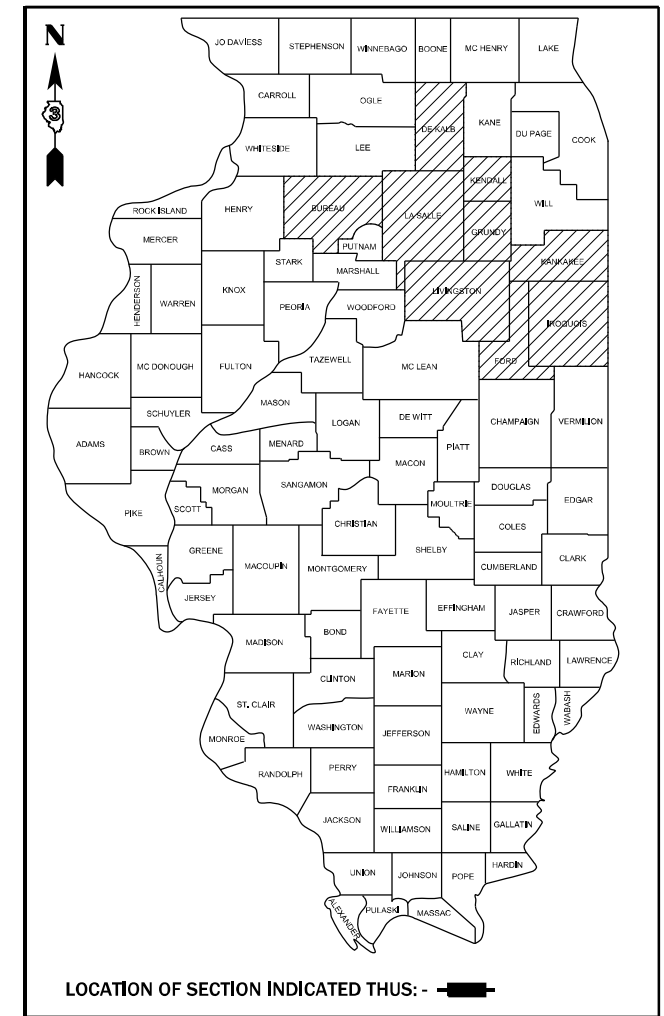 N
3
JO DAVIESS STEPHENSON WINNEBAGO BOONE MC HENRY LAKE
CARROLL OGLE DE KALB KANE DU PAGE COOK
WHITESIDE LEE KENDALL WILL
ROCK ISLAND HENRY BUREAU LA SALLE GRUNDY
MERCER PUTNAM KANKAKEE
STARK MARSHALL
HENDERSON WARREN KNOX PEORIA WOODFORD LIVINGSTON IROQUOIS
HANCOCK MC DONOUGH FULTON TAZEWELL MC LEAN FORD
SCHUYLER MASON LOGAN DE WITT CHAMPAIGN VERMILION
ADAMS BROWN CASS MENARD PIATT
MACON
PIKE SCOTT MORGAN SANGAMON MOULTRIE DOUGLAS EDGAR
CHRISTIAN COLES
CALHOUN GREENE MACOUPIN MONTGOMERY SHELBY CUMBERLAND CLARK
JERSEY FAYETTE EFFINGHAM JASPER CRAWFORD
MADISON BOND CLAY RICHLAND LAWRENCE
CLINTON MARION
ST. CLAIR WAYNE EDWARDS WABASH
MONROE WASHINGTON JEFFERSON
RANDOLPH PERRY HAMILTON WHITE
FRANKLIN
JACKSON WILLIAMSON SALINE GALLATIN
UNION JOHNSON POPE HARDIN
ALEXANDER PULASKI MASSAC
LOCATION OF SECTION INDICATED THUS: -